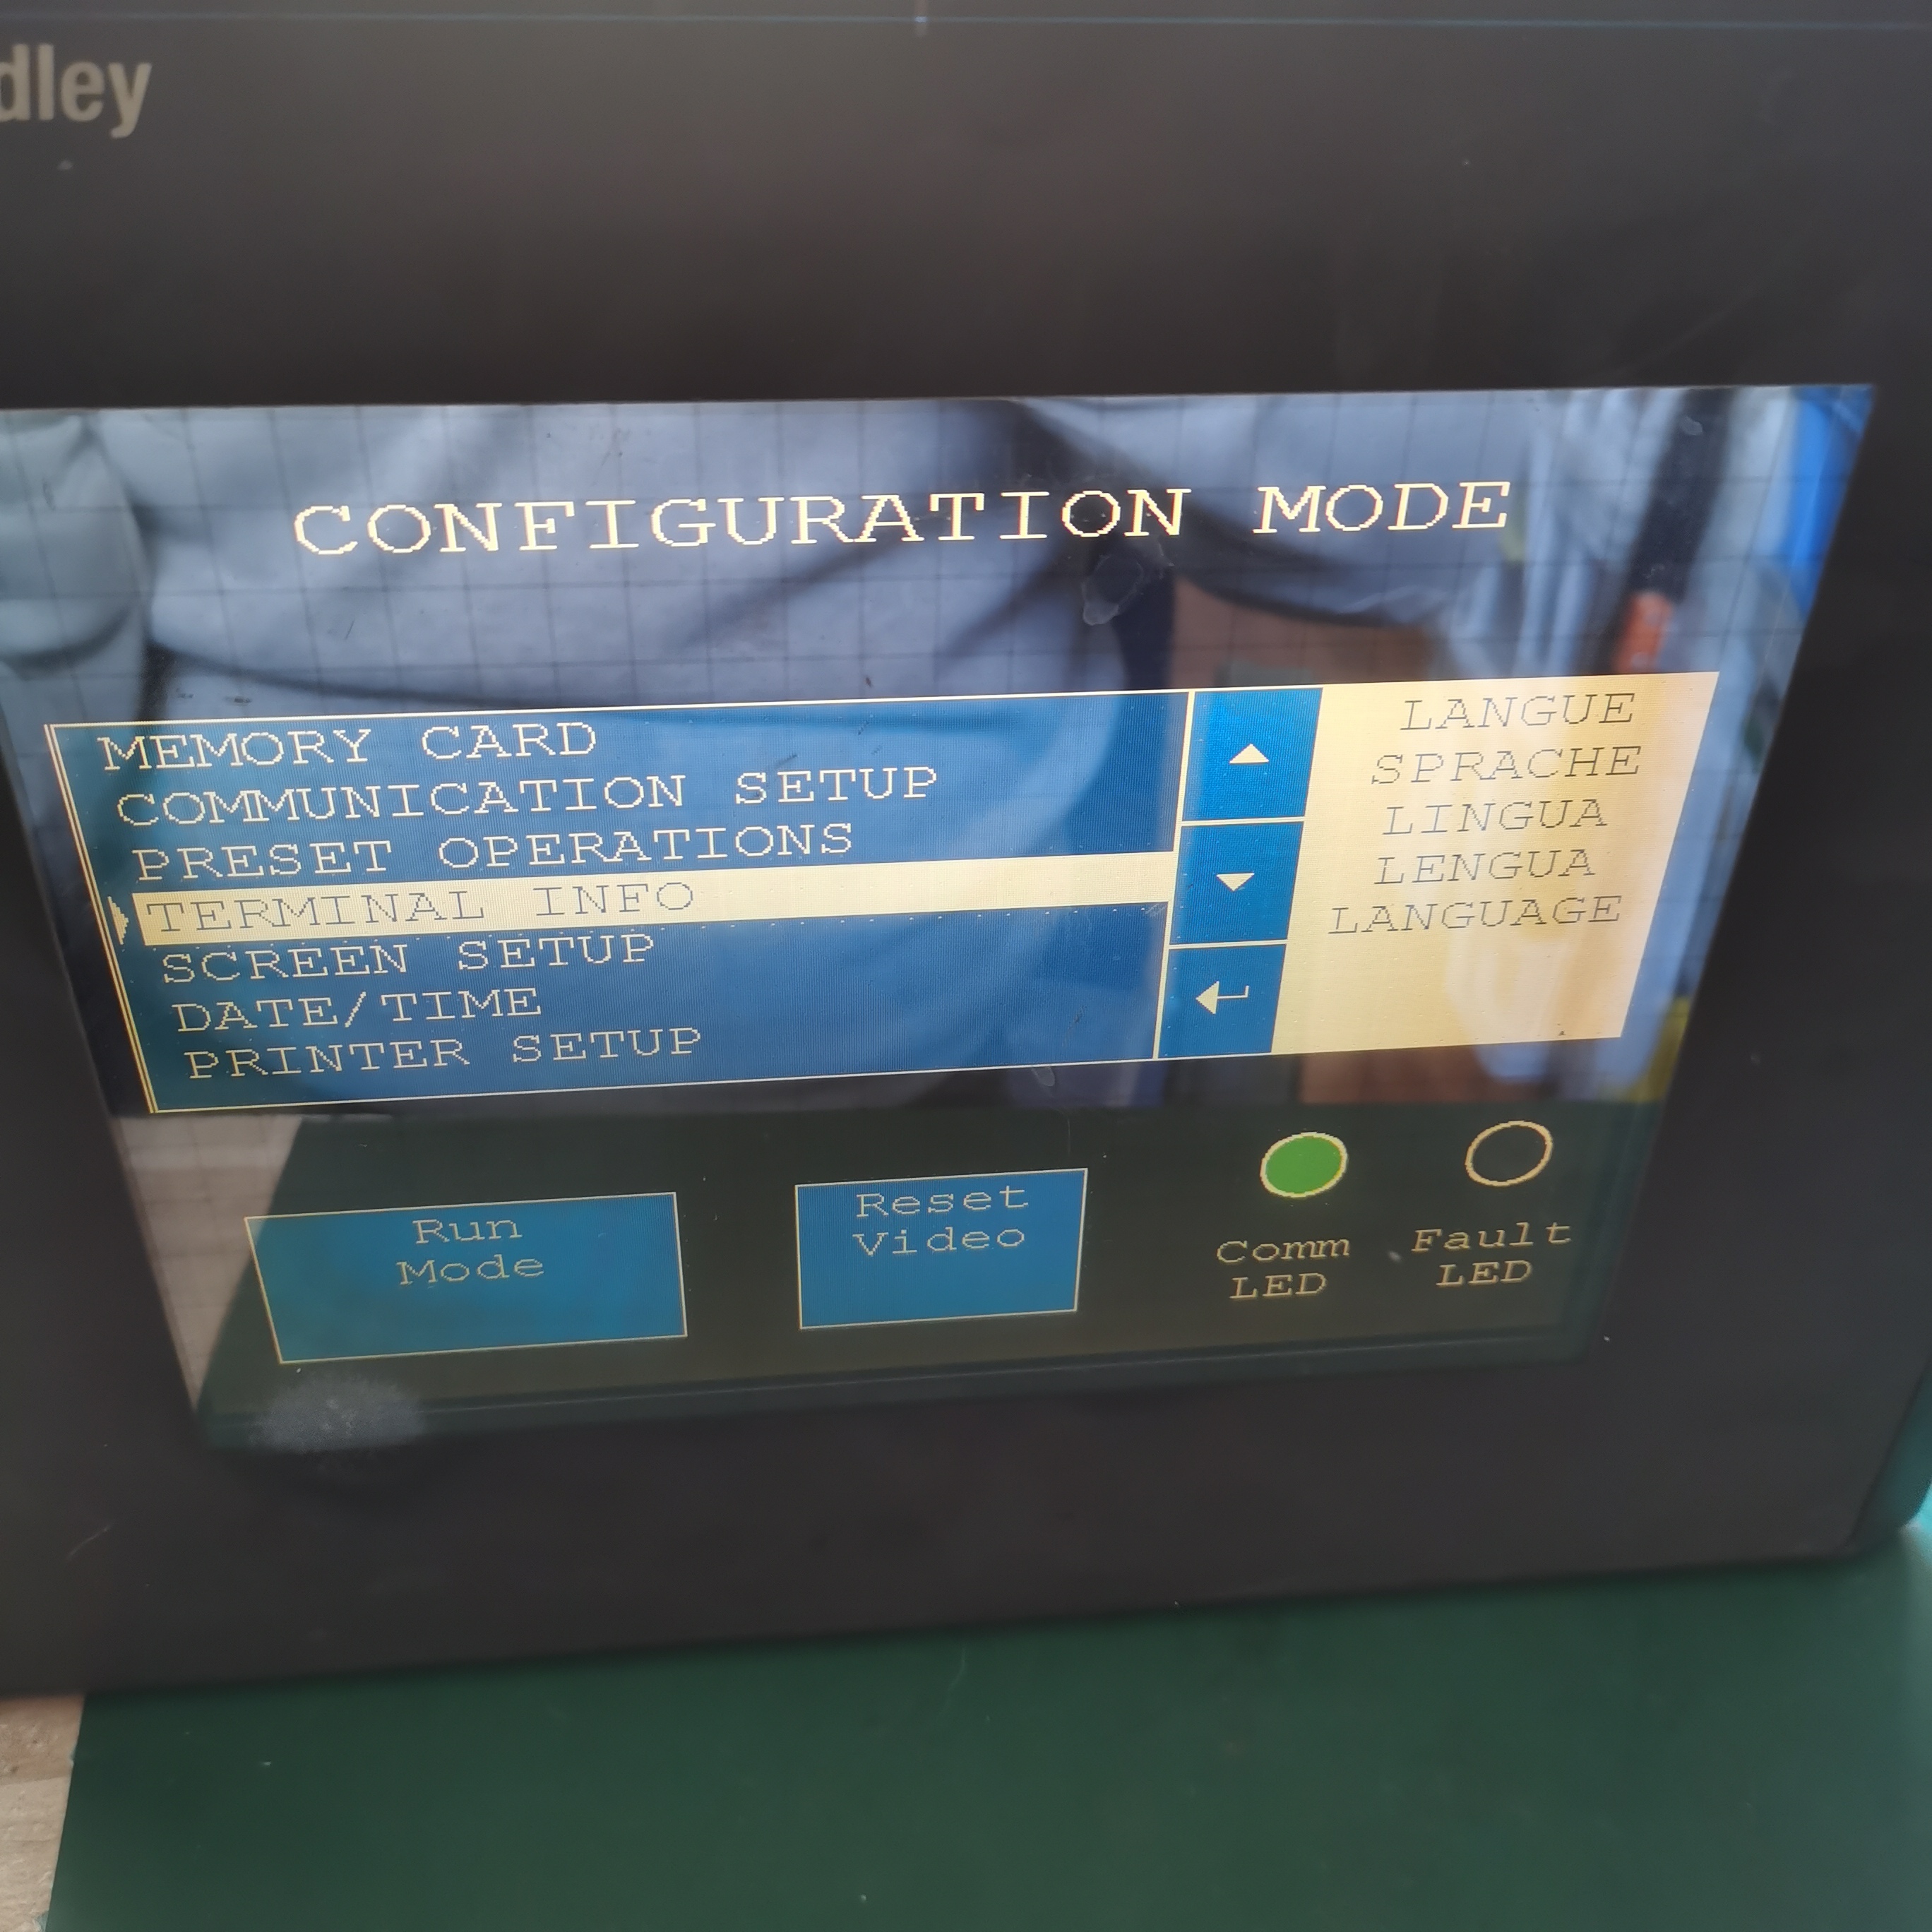 dley
CONFIGURATION MODE
MEMORY CARD
COMMUNICATION SETUP
PRESET OPERATIONS
TERMINAL INFO
SCREEN SETUP
DATE/TIME
PRINTER SETUP
LANGUE
SPRACHE
LINGUA
LENGUA
LANGUAGE
Run
Mode
Reset
Video
Comm
LED
Fault
LED